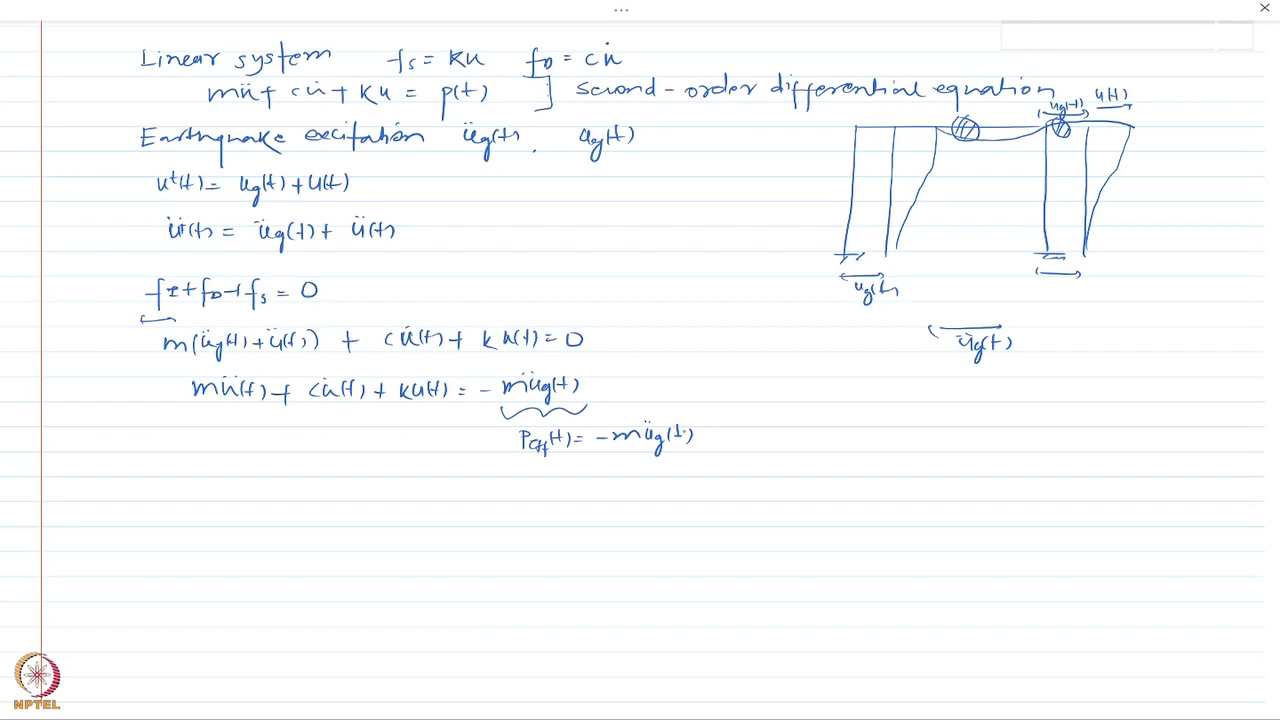 Linear system fs = ku fD = cu̇
mü + cu̇ + ku = p(t) ] second-order differential equation
Earthquake excitation üg(t), ug(t)
uᵗ(t) = ug(t) + u(t)
üᵗ(t) = üg(t) + ü(t)
fI + fD + fs = 0
m(üg(t) + ü(t)) + cu̇(t) + ku(t) = 0
mü(t) + cu̇(t) + ku(t) = - müg(t)
Peff(t) = - müg(t)
ug(t) u(t)
ug(t)
üg(t)
NPTEL